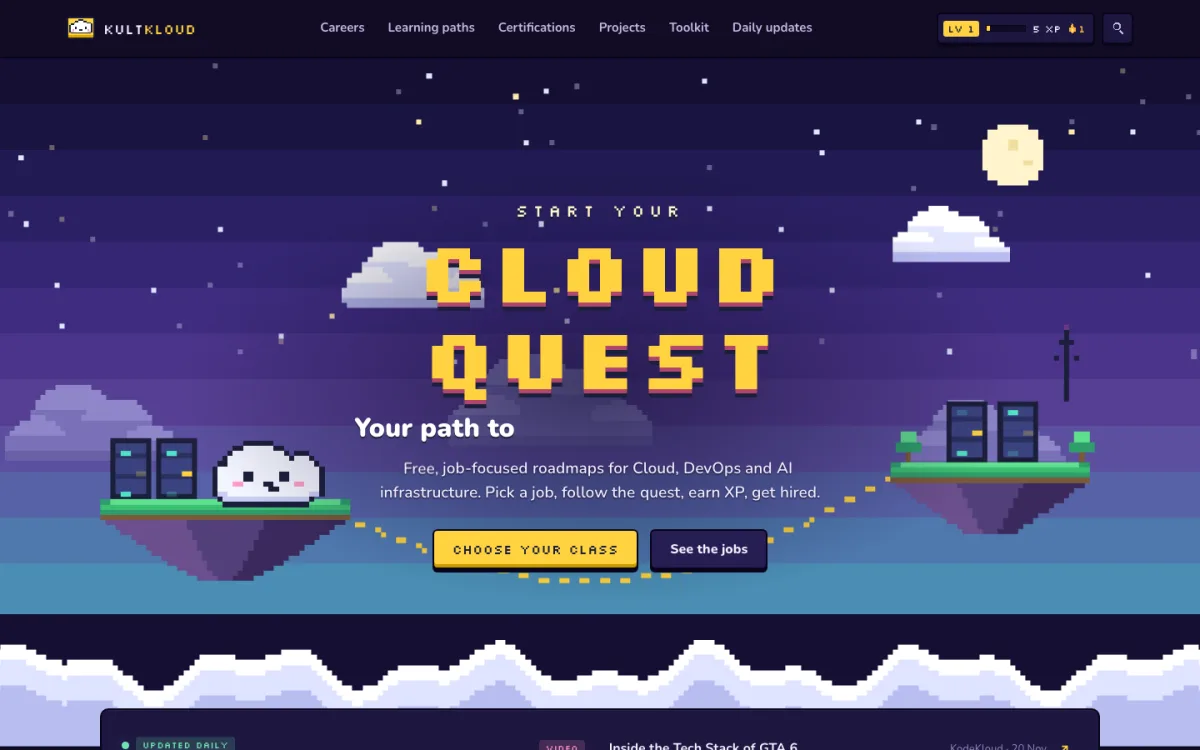 KULTKLOUD
Careers
Learning paths
Certifications
Projects
Toolkit
Daily updates
LV 1
5 XP
1
START YOUR
CLOUD
QUEST
Your path to
Free, job-focused roadmaps for Cloud, DevOps and AI
infrastructure. Pick a job, follow the quest, earn XP, get hired.
CHOOSE YOUR CLASS
See the jobs
UPDATED DAILY
VIDEO
Inside the Tech Stack of GTA 6
KodeKloud · 20 Nov